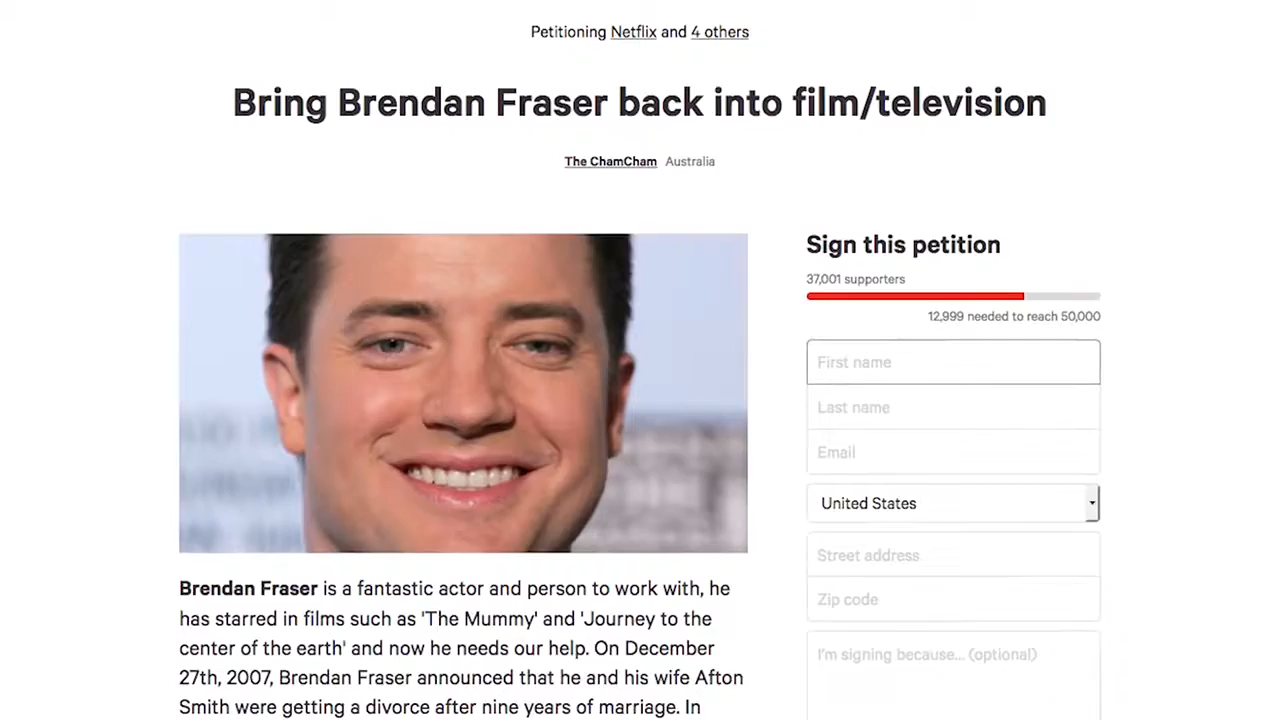 Petitioning Netflix and 4 others
Bring Brendan Fraser back into film/television
The ChamCham Australia
Brendan Fraser is a fantastic actor and person to work with, he
has starred in films such as 'The Mummy' and 'Journey to the
center of the earth' and now he needs our help. On December
27th, 2007, Brendan Fraser announced that he and his wife Afton
Smith were getting a divorce after nine years of marriage. In
Sign this petition
37,001 supporters
12,999 needed to reach 50,000
First name
Last name
Email
United States
Street address
Zip code
I'm signing because... (optional)